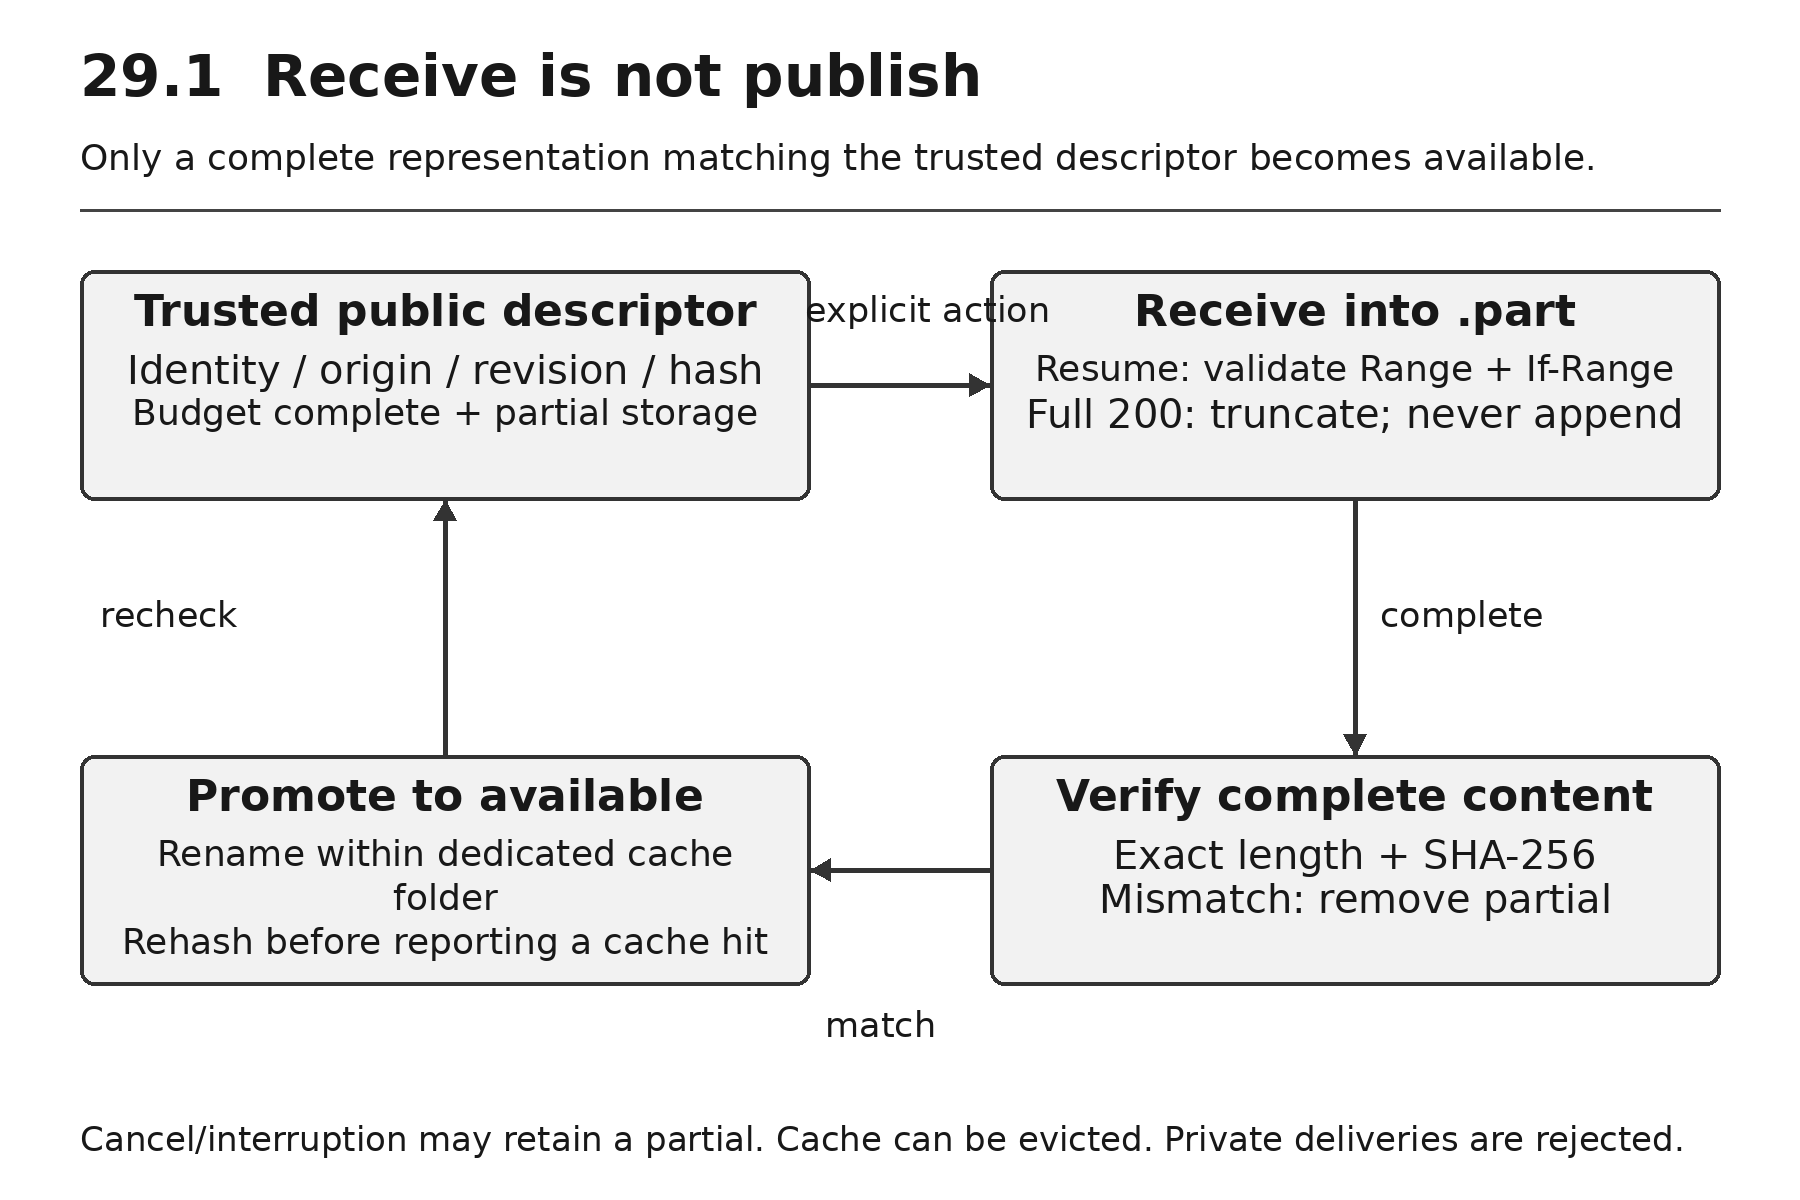 29.1 Receive is not publish
Only a complete representation matching the trusted descriptor becomes available.
Trusted public descriptor
Identity / origin / revision / hash
Budget complete + partial storage
explicit action
Receive into .part
Resume: validate Range + If-Range
Full 200: truncate; never append
recheck
complete
Promote to available
Rename within dedicated cache
folder
Rehash before reporting a cache hit
Verify complete content
Exact length + SHA-256
Mismatch: remove partial
match
Cancel/interruption may retain a partial. Cache can be evicted. Private deliveries are rejected.